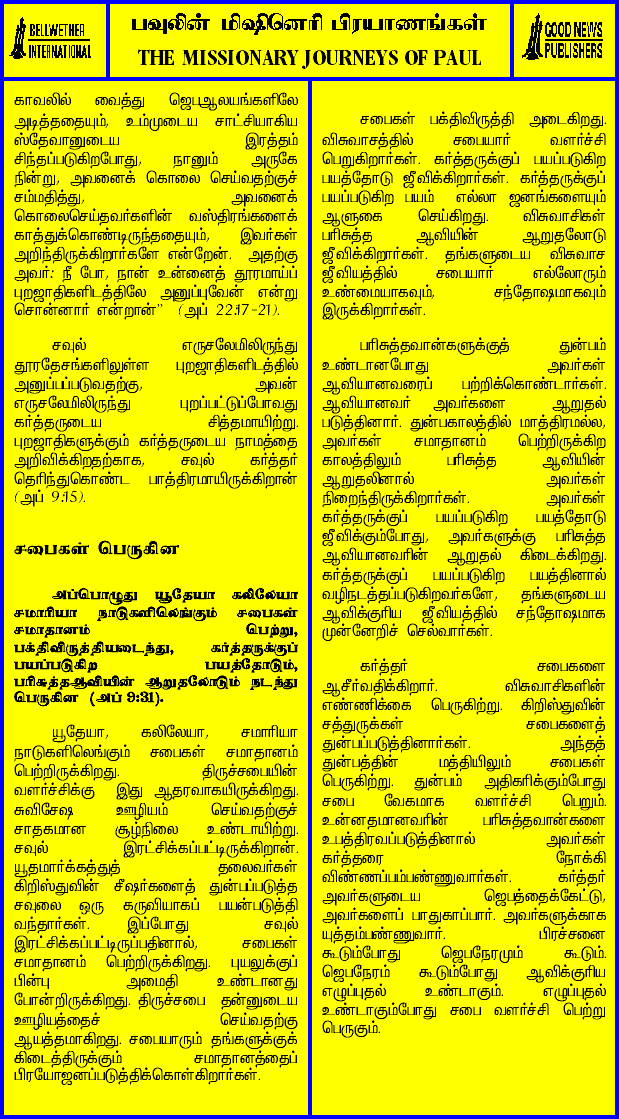 BELLWETHER
INTERNATIONAL
பவுலின் மிஷினெரி பிரயாணங்கள்
THE MISSIONARY JOURNEYS OF PAUL
GOOD NEWS
PUBLISHERS
காவலில் வைத்து ஜெபஆலயங்களிலே
அடித்ததையும், உம்முடைய சாட்சியாகிய
ஸ்தேவானுடைய இரத்தம்
சிந்தப்படுகிறபோது, நானும் அருகே
நின்று, அவனைக் கொலை செய்வதற்குச்
சம்மதித்து, அவனைக்
கொலைசெய்தவர்களின் வஸ்திரங்களைக்
காத்துக்கொண்டிருந்ததையும், இவர்கள்
அறிந்திருக்கிறார்களே என்றேன். அதற்கு
அவர்: நீ போ, நான் உன்னைத் தூரமாய்ப்
புறஜாதிகளிடத்திலே அனுப்புவேன் என்று
சொன்னார் என்றான்” (அப் 22:17-21).
சவுல் எருசலேமிலிருந்து
தூரதேசங்களிலுள்ள புறஜாதிகளிடத்தில்
அனுப்பப்படுவதற்கு, அவன்
எருசலேமிலிருந்து புறப்பட்டுப்போவது
கர்த்தருடைய சித்தமாயிற்று.
புறஜாதிகளுக்கும் கர்த்தருடைய நாமத்தை
அறிவிக்கிறதற்காக, சவுல் கர்த்தர்
தெரிந்துகொண்ட பாத்திரமாயிருக்கிறான்
(அப் 9:15).
சபைகள் பெருகின
அப்பொழுது யூதேயா கலிலேயா
சமாரியா நாடுகளிலெங்கும் சபைகள்
சமாதானம் பெற்று,
பக்திவிருத்தியடைந்து, கர்த்தருக்குப்
பயப்படுகிற பயத்தோடும்,
பரிசுத்தஆவியின் ஆறுதலோடும் நடந்து
பெருகின (அப் 9:31).
யூதேயா, கலிலேயா, சமாரியா
நாடுகளிலெங்கும் சபைகள் சமாதானம்
பெற்றிருக்கிறது. திருச்சபையின்
வளர்ச்சிக்கு இது ஆதரவாகயிருக்கிறது.
சுவிசேஷ ஊழியம் செய்வதற்குச்
சாதகமான சூழ்நிலை உண்டாயிற்று.
சவுல் இரட்சிக்கப்பட்டிருக்கிறான்.
யூதமார்க்கத்துத் தலைவர்கள்
கிறிஸ்துவின் சீஷர்களைத் துன்பப்படுத்த
சவுலை ஒரு கருவியாகப் பயன்படுத்தி
வந்தார்கள். இப்போது சவுல்
இரட்சிக்கப்பட்டிருப்பதினால், சபைகள்
சமாதானம் பெற்றிருக்கிறது. புயலுக்குப்
பின்பு அமைதி உண்டானது
போன்றிருக்கிறது. திருச்சபை தன்னுடைய
ஊழியத்தைச் செய்வதற்கு
ஆயத்தமாகிறது. சபையாரும் தங்களுக்குக்
கிடைத்திருக்கும் சமாதானத்தைப்
பிரயோஜனப்படுத்திக்கொள்கிறார்கள்.
சபைகள் பக்திவிருத்தி அடைகிறது.
விசுவாசத்தில் சபையார் வளர்ச்சி
பெறுகிறார்கள். கர்த்தருக்குப் பயப்படுகிற
பயத்தோடு ஜீவிக்கிறார்கள். கர்த்தருக்குப்
பயப்படுகிற பயம் எல்லா ஜனங்களையும்
ஆளுகை செய்கிறது. விசுவாசிகள்
பரிசுத்த ஆவியின் ஆறுதலோடு
ஜீவிக்கிறார்கள். தங்களுடைய விசுவாச
ஜீவியத்தில் சபையார் எல்லோரும்
உண்மையாகவும், சந்தோஷமாகவும்
இருக்கிறார்கள்.
பரிசுத்தவான்களுக்குத் துன்பம்
உண்டானபோது அவர்கள்
ஆவியானவரைப் பற்றிக்கொண்டார்கள்.
ஆவியானவர் அவர்களை ஆறுதல்
படுத்தினார். துன்பகாலத்தில் மாத்திரமல்ல,
அவர்கள் சமாதானம் பெற்றிருக்கிற
காலத்திலும் பரிசுத்த ஆவியின்
ஆறுதலினால் அவர்கள்
நிறைந்திருக்கிறார்கள். அவர்கள்
கர்த்தருக்குப் பயப்படுகிற பயத்தோடு
ஜீவிக்கும்போது, அவர்களுக்கு பரிசுத்த
ஆவியானவரின் ஆறுதல் கிடைக்கிறது.
கர்த்தருக்குப் பயப்படுகிற பயத்தினால்
வழிநடத்தப்படுகிறவர்களே, தங்களுடைய
ஆவிக்குரிய ஜீவியத்தில் சந்தோஷமாக
முன்னேறிச் செல்வார்கள்.
கர்த்தர் சபைகளை
ஆசீர்வதிக்கிறார். விசுவாசிகளின்
எண்ணிக்கை பெருகிற்று. கிறிஸ்துவின்
சத்துருக்கள் சபைகளைத்
துன்பப்படுத்தினார்கள். அந்தத்
துன்பத்தின் மத்தியிலும் சபைகள்
பெருகிற்று. துன்பம் அதிகரிக்கும்போது
சபை வேகமாக வளர்ச்சி பெறும்.
உன்னதமானவரின் பரிசுத்தவான்களை
உபத்திரவப்படுத்தினால் அவர்கள்
கர்த்தரை நோக்கி
விண்ணப்பம்பண்ணுவார்கள். கர்த்தர்
அவர்களுடைய ஜெபத்தைக்கேட்டு,
அவர்களைப் பாதுகாப்பார். அவர்களுக்காக
யுத்தம்பண்ணுவார். பிரச்சனை
கூடும்போது ஜெபநேரமும் கூடும்.
ஜெபநேரம் கூடும்போது ஆவிக்குரிய
எழுப்புதல் உண்டாகும். எழுப்புதல்
உண்டாகும்போது சபை வளர்ச்சி பெற்று
பெருகும்.